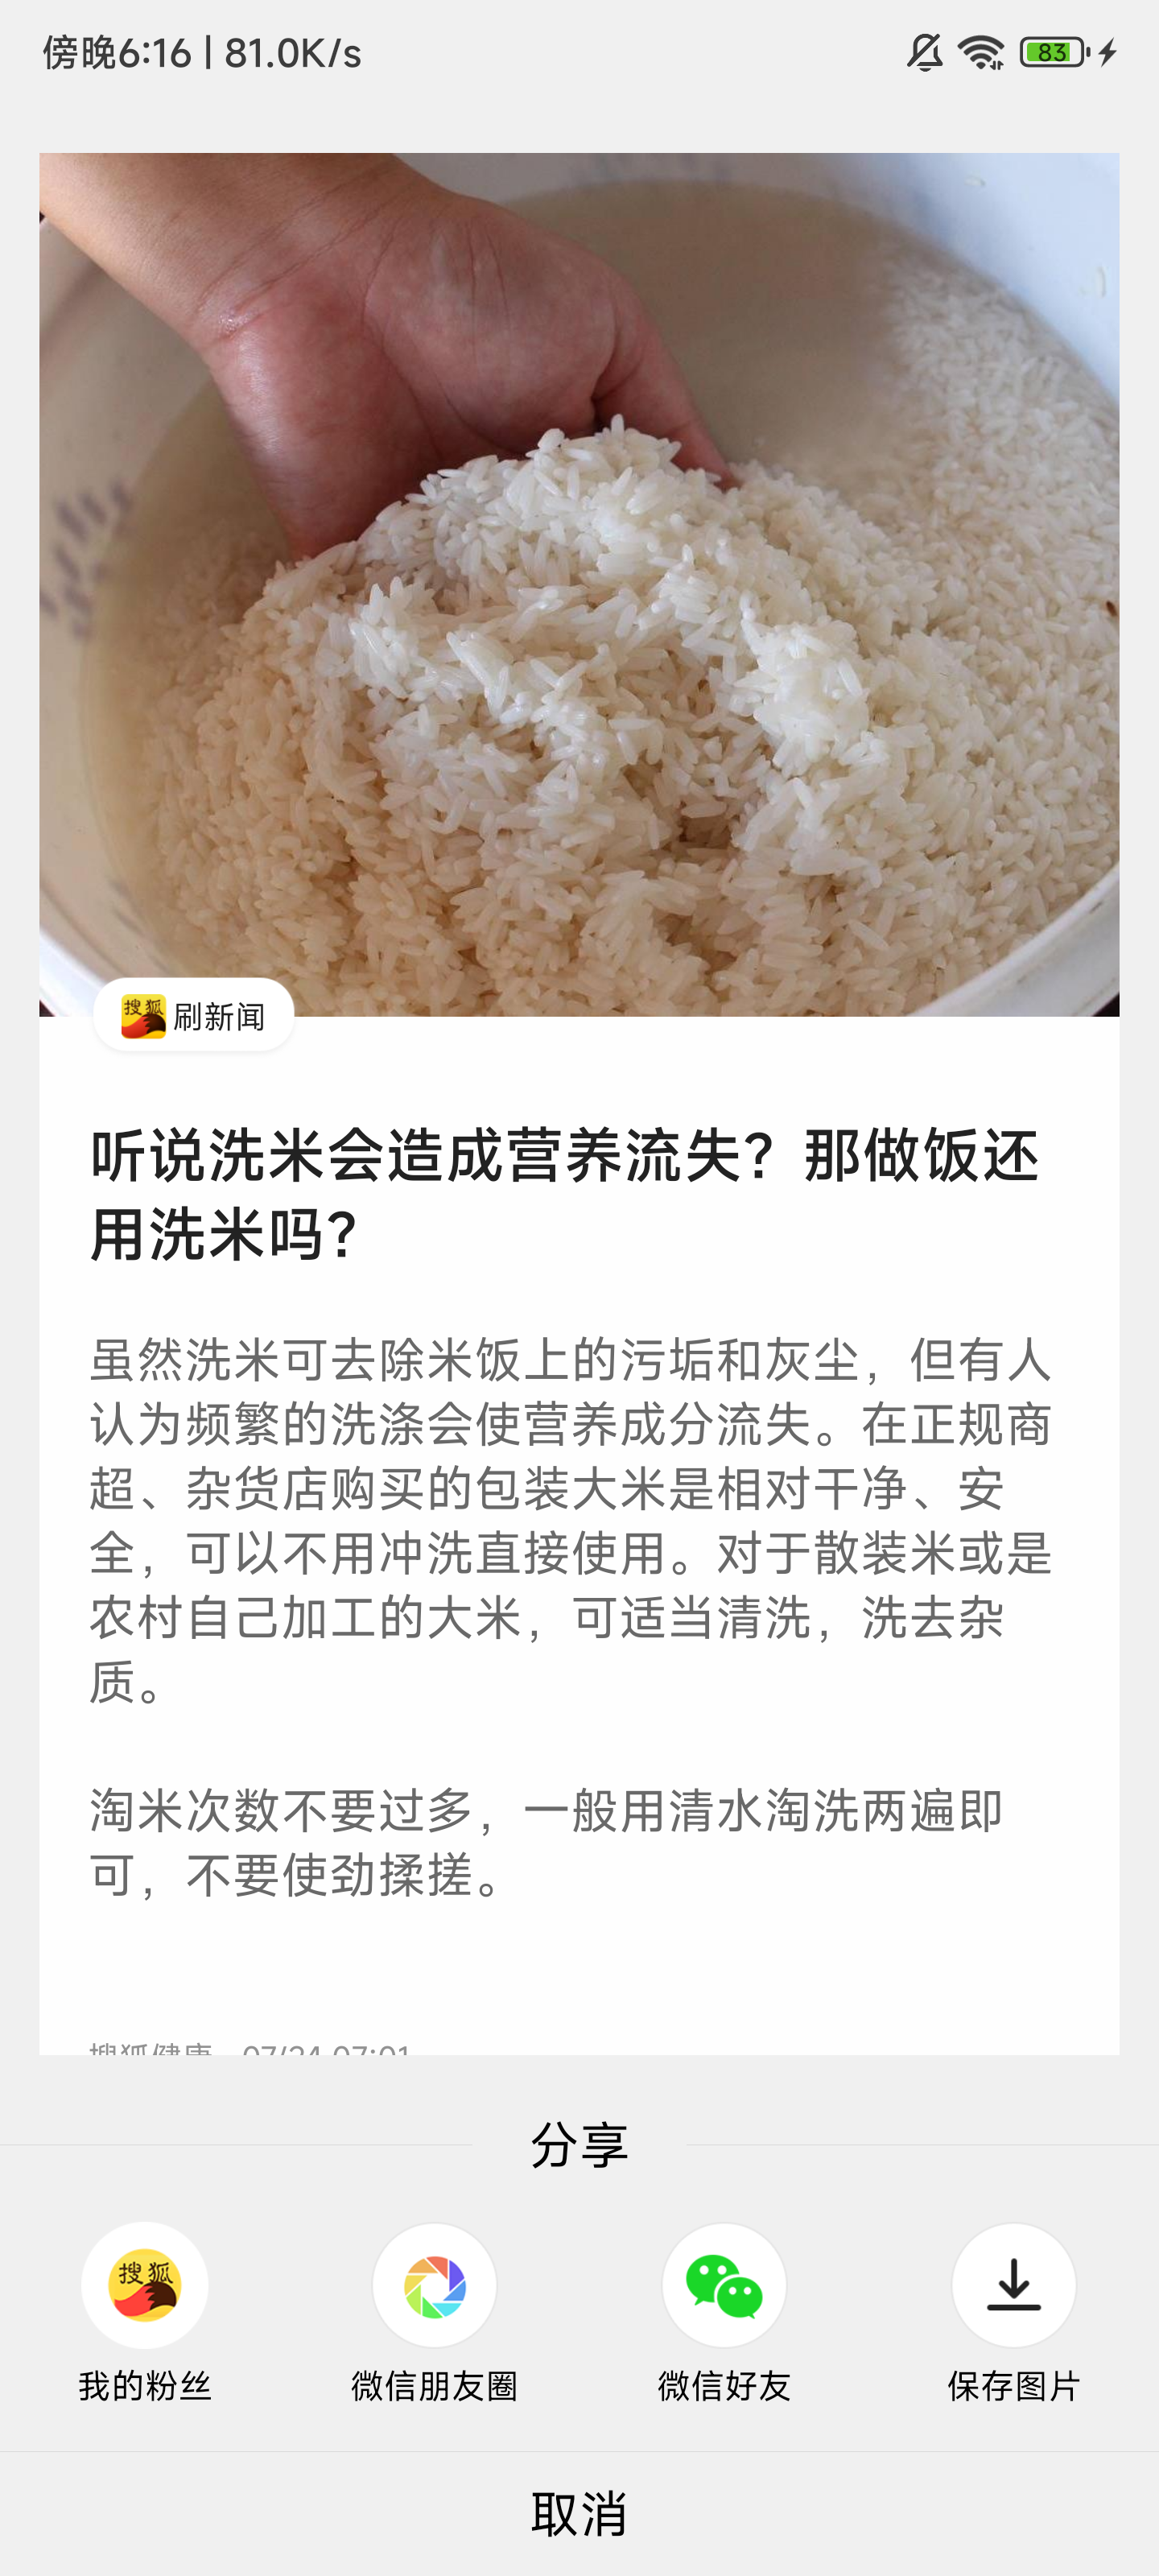 傍晚6:16 | 81.0K/s
83
搜狐 刷新闻
听说洗米会造成营养流失？那做饭还
用洗米吗？
虽然洗米可去除米饭上的污垢和灰尘，但有人
认为频繁的洗涤会使营养成分流失。在正规商
超、杂货店购买的包装大米是相对干净、安
全，可以不用冲洗直接使用。对于散装米或是
农村自己加工的大米，可适当清洗，洗去杂
质。
淘米次数不要过多，一般用清水淘洗两遍即
可，不要使劲揉搓。
搜狐健康 07/24 07:01
分享
搜狐
我的粉丝
微信朋友圈
微信好友
保存图片
取消